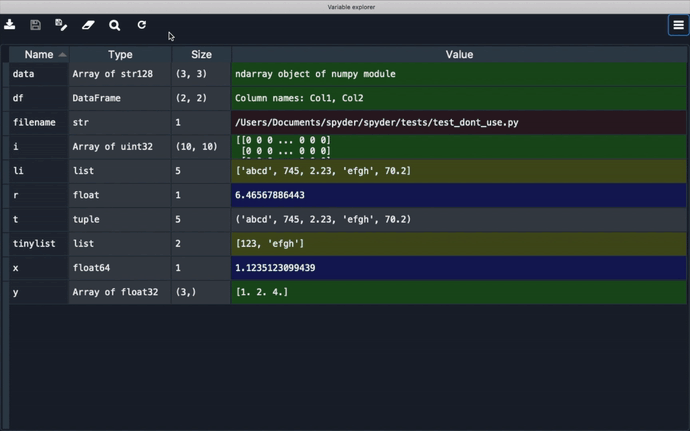 Variable explorer
Name Type Size Value
data Array of str128 (3, 3) ndarray object of numpy module
df DataFrame (2, 2) Column names: Col1, Col2
filename str 1 /Users/Documents/spyder/spyder/tests/test_dont_use.py
i Array of uint32 (10, 10) [[0 0 0 ... 0 0 0]
[0 0 0 ... 0 0 0]
li list 5 ['abcd', 745, 2.23, 'efgh', 70.2]
r float 1 6.46567886443
t tuple 5 ('abcd', 745, 2.23, 'efgh', 70.2)
tinylist list 2 [123, 'efgh']
x float64 1 1.1235123099439
y Array of float32 (3,) [1. 2. 4.]